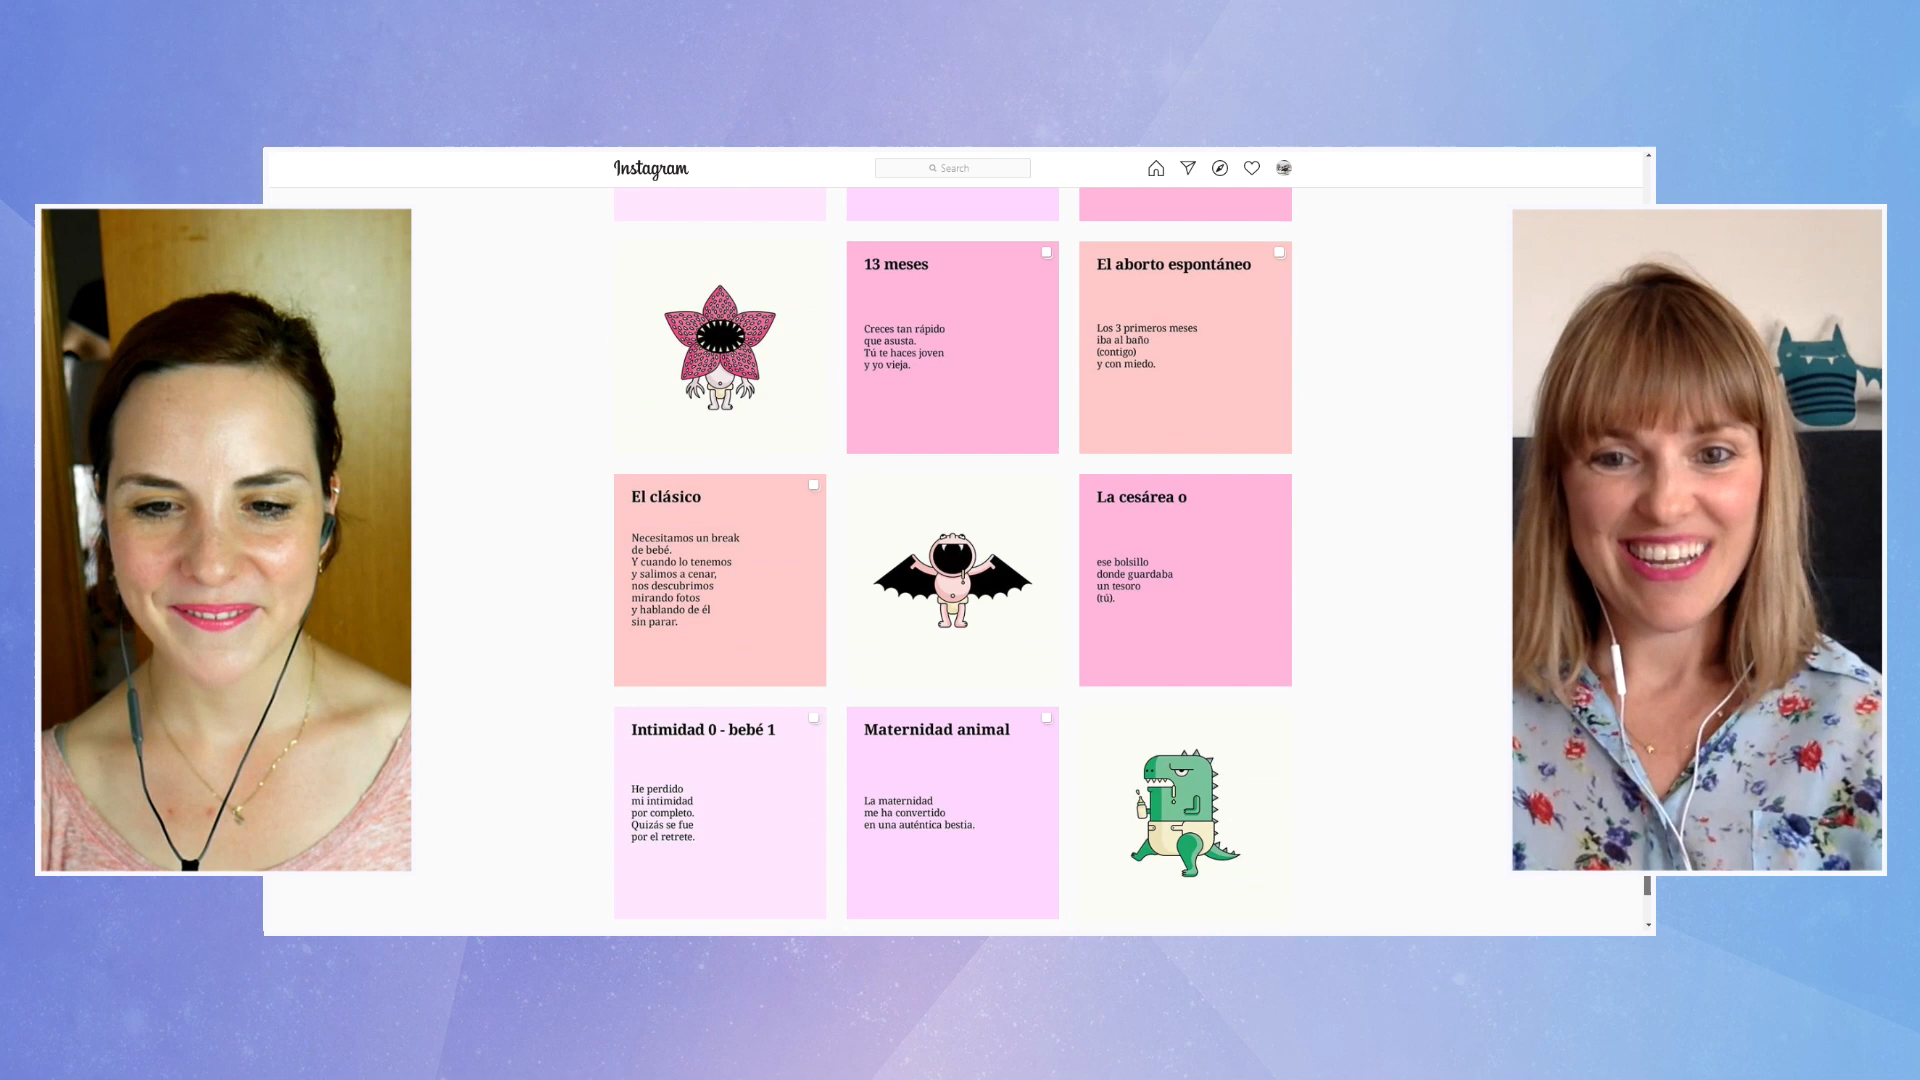 Instagram
Search
13 meses
Creces tan rápido
que asusta.
Tú te haces joven
y yo vieja.
El aborto espontáneo
Los 3 primeros meses
iba al baño
(contigo)
y con miedo.
El clásico
Necesitamos un break
de bebé.
Y cuando lo tenemos
y salimos a cenar,
nos descubrimos
mirando fotos
y hablando de él
sin parar.
La cesárea o
ese bolsillo
donde guardaba
un tesoro
(tú).
Intimidad 0 - bebé 1
He perdido
mi intimidad
por completo.
Quizás se fue
por el retrete.
Maternidad animal
La maternidad
me ha convertido
en una auténtica bestia.